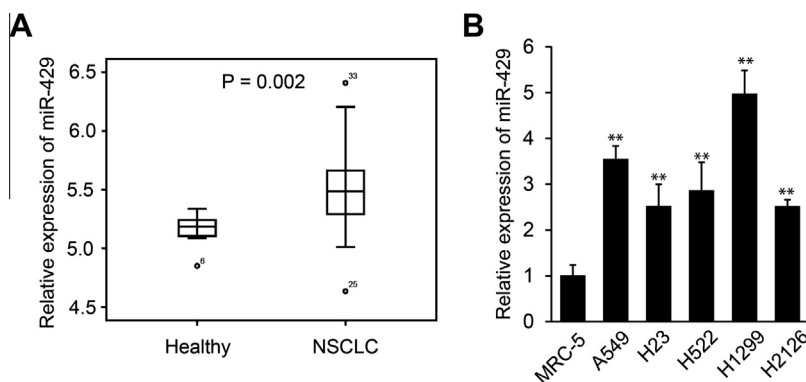 A
Relative expression of miR-429
6.5
6.0
5.5
5.0
4.5
P = 0.002
33
25
6
Healthy
NSCLC
B
Relative expression of miR-429
6
5
4
3
2
1
0
**
**
**
**
**
MRC-5
A549
H23
H522
H1299
H2126